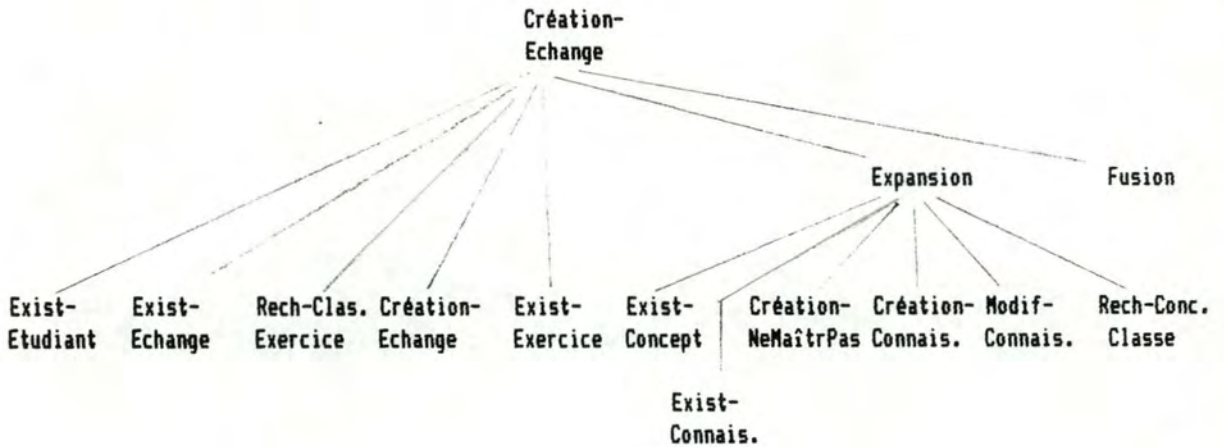 Création-
Echange
Expansion Fusion
Exist- Exist- Rech-Clas. Création- Exist- Exist- Création- Création- Modif- Rech-Conc.
Etudiant Echange Exercice Echange Exercice Concept NeMaîtrPas Connais. Connais. Classe
Exist-
Connais.